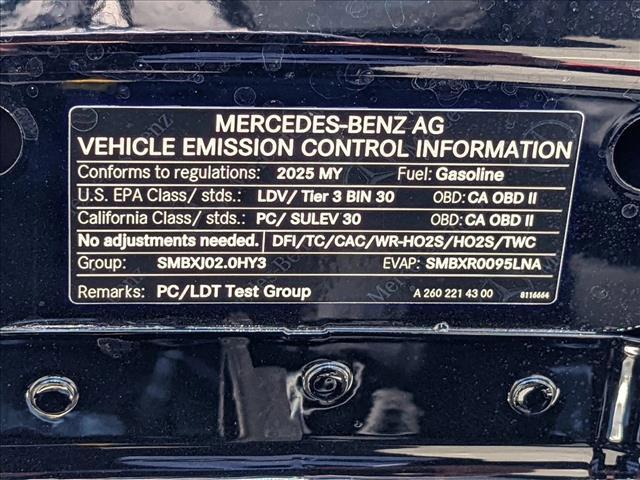 MERCEDES-BENZ AG
VEHICLE EMISSION CONTROL INFORMATION
Conforms to regulations: 2025 MY Fuel: Gasoline
U.S. EPA Class/ stds.: LDV/ Tier 3 BIN 30 OBD: CA OBD II
California Class/ stds.: PC/ SULEV 30 OBD: CA OBD II
No adjustments needed. DFI/TC/CAC/WR-HO2S/HO2S/TWC
Group: SMBXJ02.0HY3 EVAP: SMBXR0095LNA
Remarks: PC/LDT Test Group A 260 221 43 00 8116664